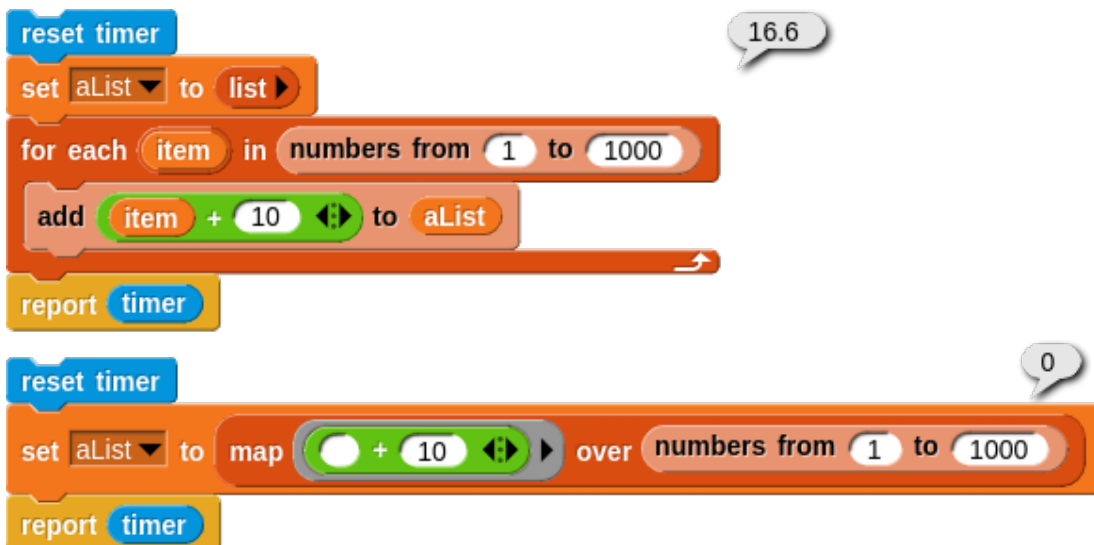 reset timer
16.6
set aList to list
for each item in numbers from 1 to 1000
add item + 10 to aList
report timer
reset timer
0
set aList to map + 10 over numbers from 1 to 1000
report timer